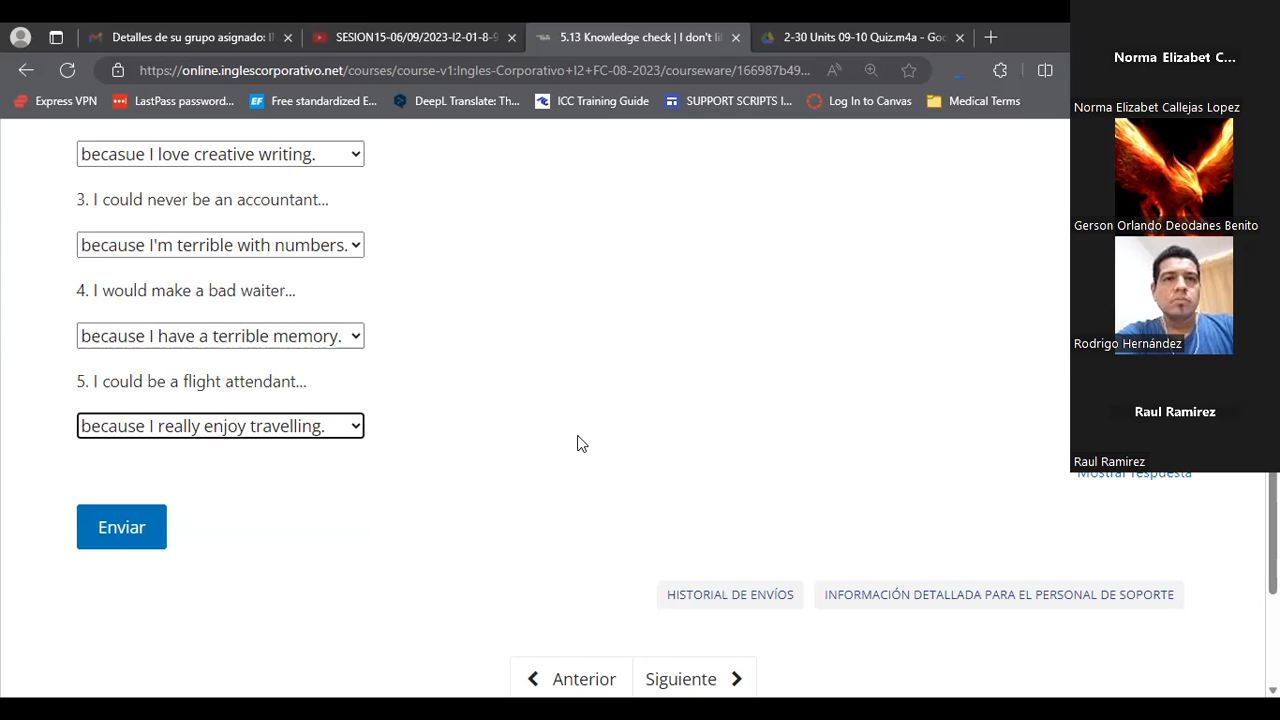 Detalles de su grupo asignado: II
SESION15-06/09/2023-I2-01-8-9
5.13 Knowledge check | I don't li
2-30 Units 09-10 Quiz.m4a - Goo
https://online.inglescorporativo.net/courses/course-v1:Ingles-Corporativo+I2+FC-08-2023/courseware/166987b49...
Express VPN
LastPass password...
Free standardized E...
DeepL Translate: Th...
ICC Training Guide
SUPPORT SCRIPTS I...
Log In to Canvas
Medical Terms
becasue I love creative writing.
3. I could never be an accountant...
because I'm terrible with numbers.
4. I would make a bad waiter...
because I have a terrible memory.
5. I could be a flight attendant...
because I really enjoy travelling.
Mostrar respuesta
Enviar
HISTORIAL DE ENVÍOS
INFORMACIÓN DETALLADA PARA EL PERSONAL DE SOPORTE
Anterior
Siguiente
Norma Elizabet C...
Norma Elizabet Callejas Lopez
Gerson Orlando Deodanes Benito
Rodrigo Hernández
Raul Ramirez
Raul Ramirez